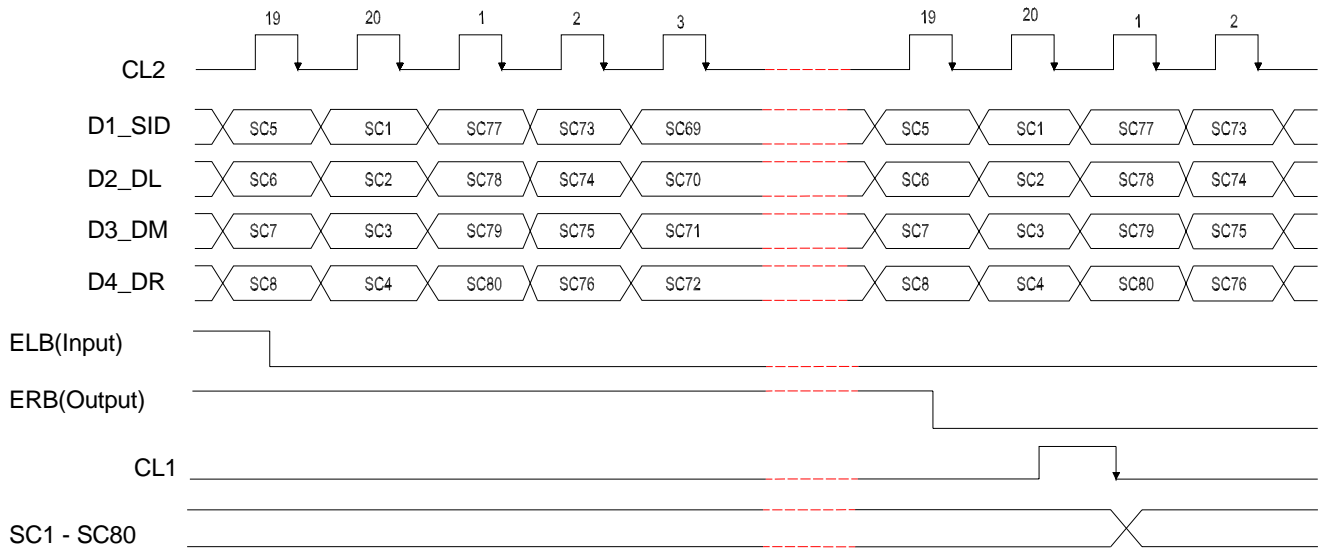 19 20 1 2 3 19 20 1 2
CL2
D1_SID SC5 SC1 SC77 SC73 SC69 SC5 SC1 SC77 SC73
D2_DL SC6 SC2 SC78 SC74 SC70 SC6 SC2 SC78 SC74
D3_DM SC7 SC3 SC79 SC75 SC71 SC7 SC3 SC79 SC75
D4_DR SC8 SC4 SC80 SC76 SC72 SC8 SC4 SC80 SC76
ELB(Input)
ERB(Output)
CL1
SC1 - SC80